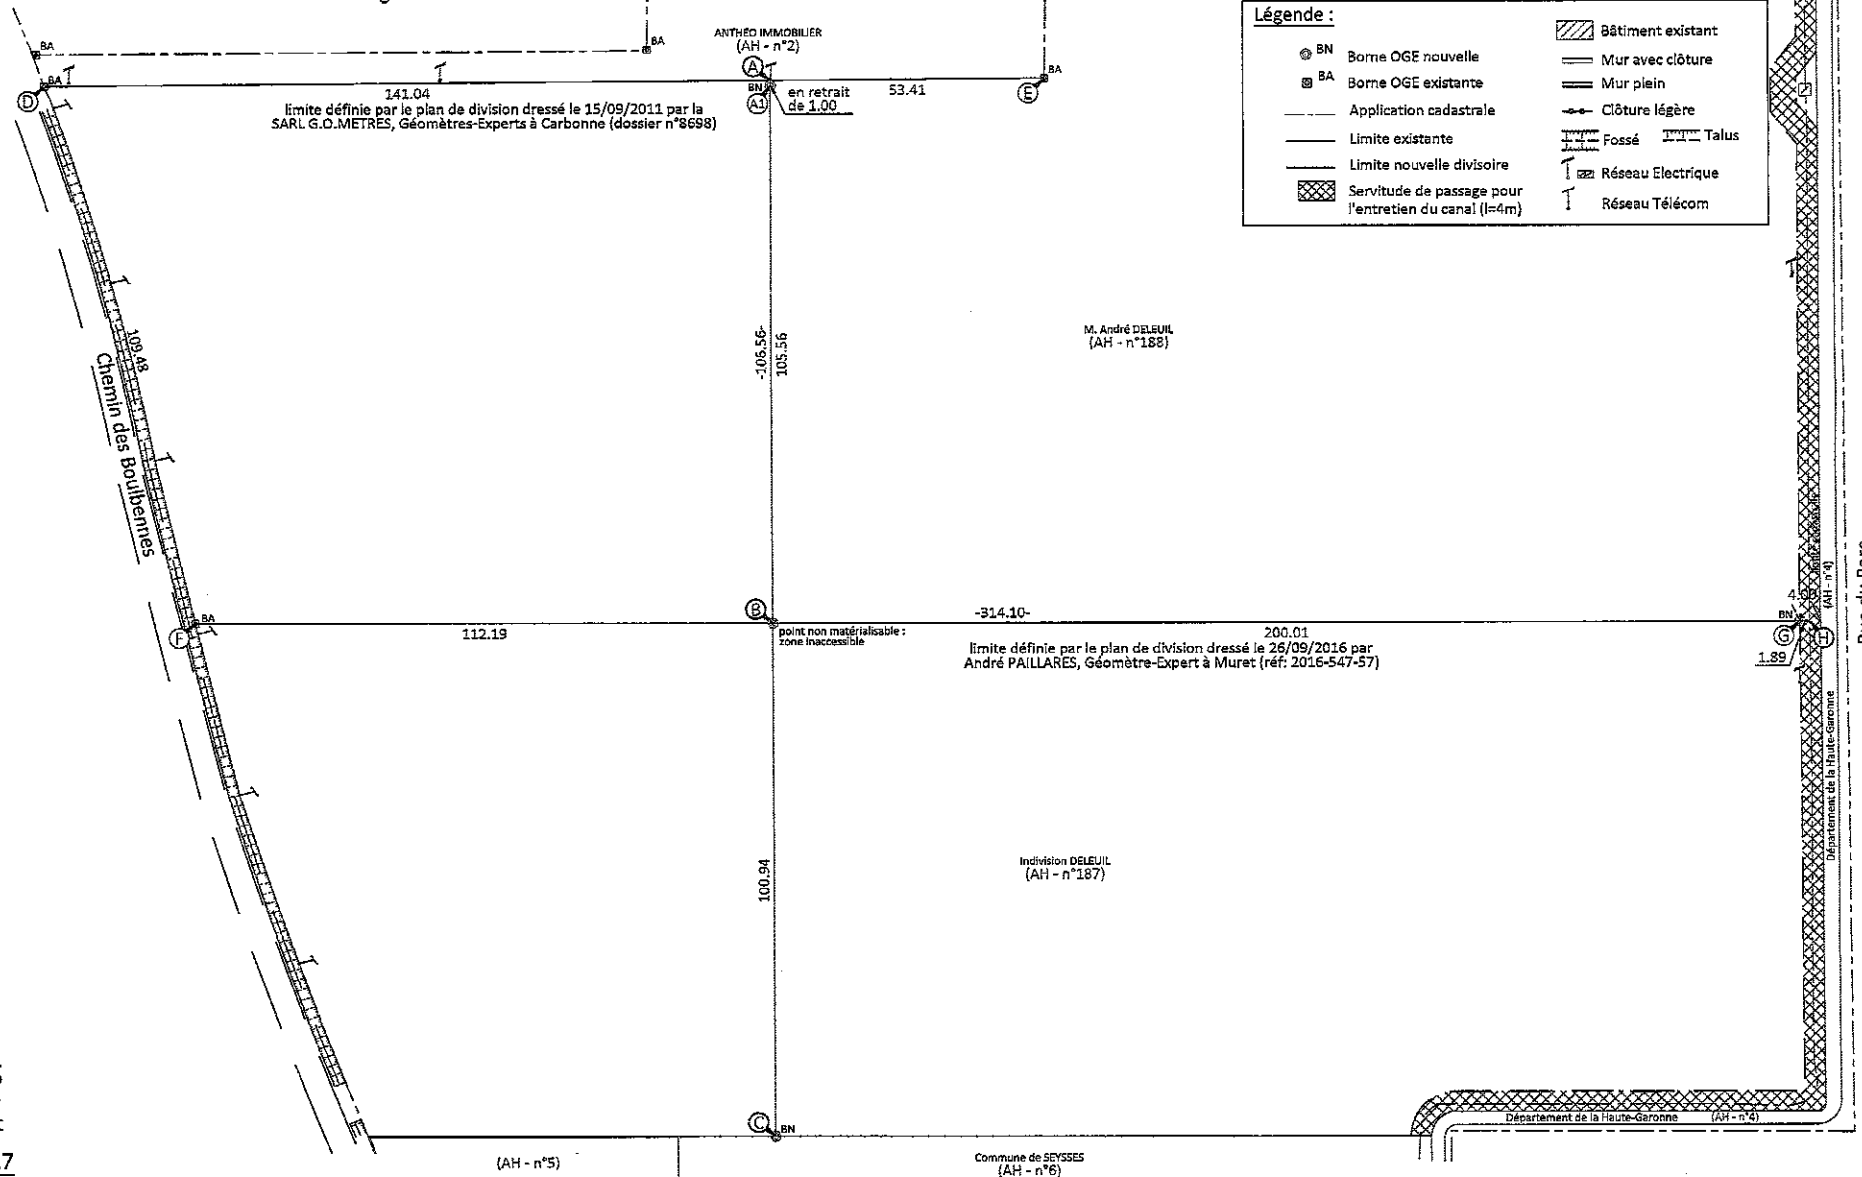 BA
BA
ANTHÉO IMMOBILIER
(AH - n°2)
A
BA
BA
D
141.04
BN
A1
en retrait
de 1.00
53.41
E
limite définie par le plan de division dressé le 15/09/2011 par la
SARL G.O.METRES, Géomètres-Experts à Carbonne (dossier n°8698)
Légende :
BN Borne OGE nouvelle
BA Borne OGE existante
Application cadastrale
Limite existante
Limite nouvelle divisoire
Servitude de passage pour
l'entretien du canal (l=4m)
Bâtiment existant
Mur avec clôture
Mur plein
Clôture légère
Fossé
Talus
Réseau Electrique
Réseau Télécom
109.48
Chemin des Boulbennes
-106.56-
105.56
M. André DELEUIL
(AH - n°188)
(AH - n°4)
BA
F
112.19
B
point non matérialisable :
zone inaccessible
-314.10-
200.01
limite définie par le plan de division dressé le 26/09/2016 par
André PAILLARES, Géomètre-Expert à Muret (réf: 2016-547-57)
BN
G
H
1.89
Département de la Haute-Garonne
100.94
Indivision DELEUIL
(AH - n°187)
C
BN
Département de la Haute-Garonne
(AH - n°4)
(AH - n°5)
Commune de SEYSSES
(AH - n°6)